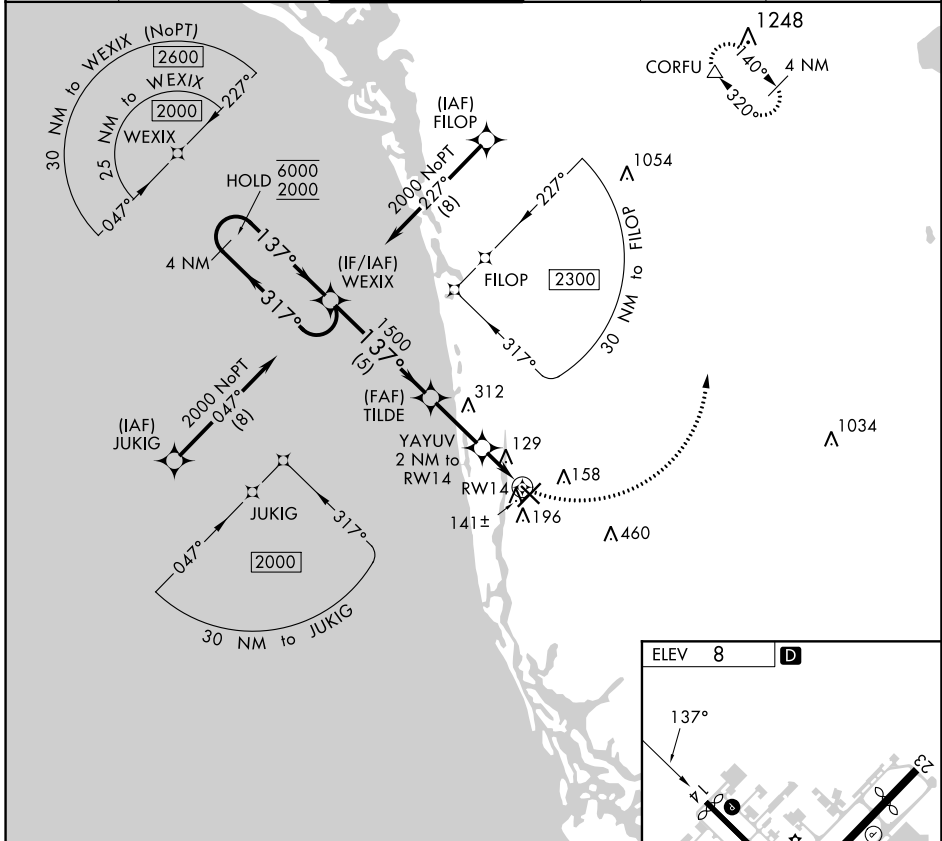 30 NM to WEXIX (NoPT)
2600
25 NM to WEXIX
2000
227°
WEXIX
047°
HOLD 6000
2000
4 NM
137°
317°
(IF/IAF)
WEXIX
(IAF)
FILOP
2000 NoPT
227°
(8)
1248
CORFU
140°
4 NM
320°
1054
227°
FILOP
2300
317°
30 NM to FILOP
1500
137°
(5)
(FAF)
TILDE
312
(IAF)
JUKIG
2000 NoPT
047°
(8)
YAYUV
2 NM to
RW14
129
RW14
158
141±
196
460
1034
JUKIG
047°
317°
2000
30 NM to JUKIG
ELEV 8
D
137°
14
P
23
P